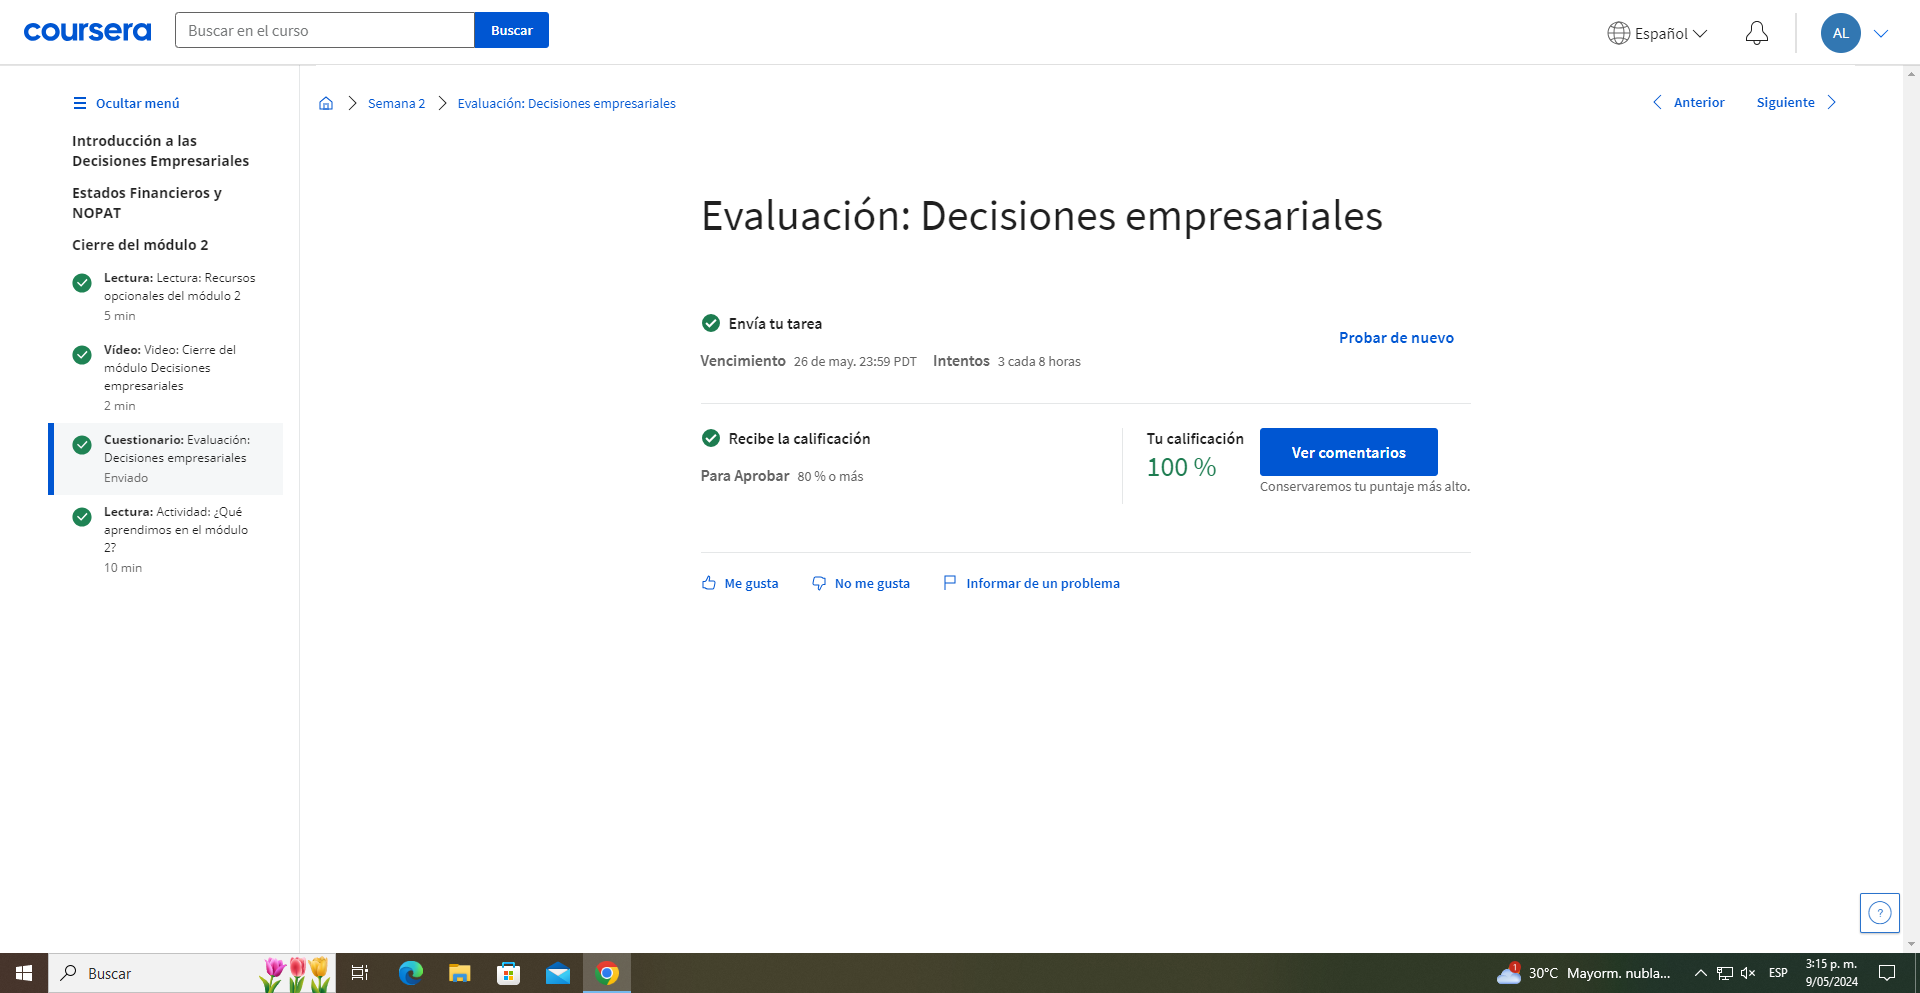 coursera
Buscar en el curso
Buscar
Español
AL
Ocultar menú
Introducción a las
Decisiones Empresariales
Estados Financieros y
NOPAT
Cierre del módulo 2
Lectura: Lectura: Recursos
opcionales del módulo 2
5 min
Vídeo: Video: Cierre del
módulo Decisiones
empresariales
2 min
Cuestionario: Evaluación:
Decisiones empresariales
Enviado
Lectura: Actividad: ¿Qué
aprendimos en el módulo
2?
10 min
Semana 2
Evaluación: Decisiones empresariales
Anterior
Siguiente
Evaluación: Decisiones empresariales
Envía tu tarea
Vencimiento 26 de may. 23:59 PDT Intentos 3 cada 8 horas
Probar de nuevo
Recibe la calificación
Para Aprobar 80 % o más
Tu calificación
100 %
Ver comentarios
Conservaremos tu puntaje más alto.
Me gusta
No me gusta
Informar de un problema
?
Buscar
1
30°C Mayorm. nubla...
ESP
3:15 p. m.
9/05/2024